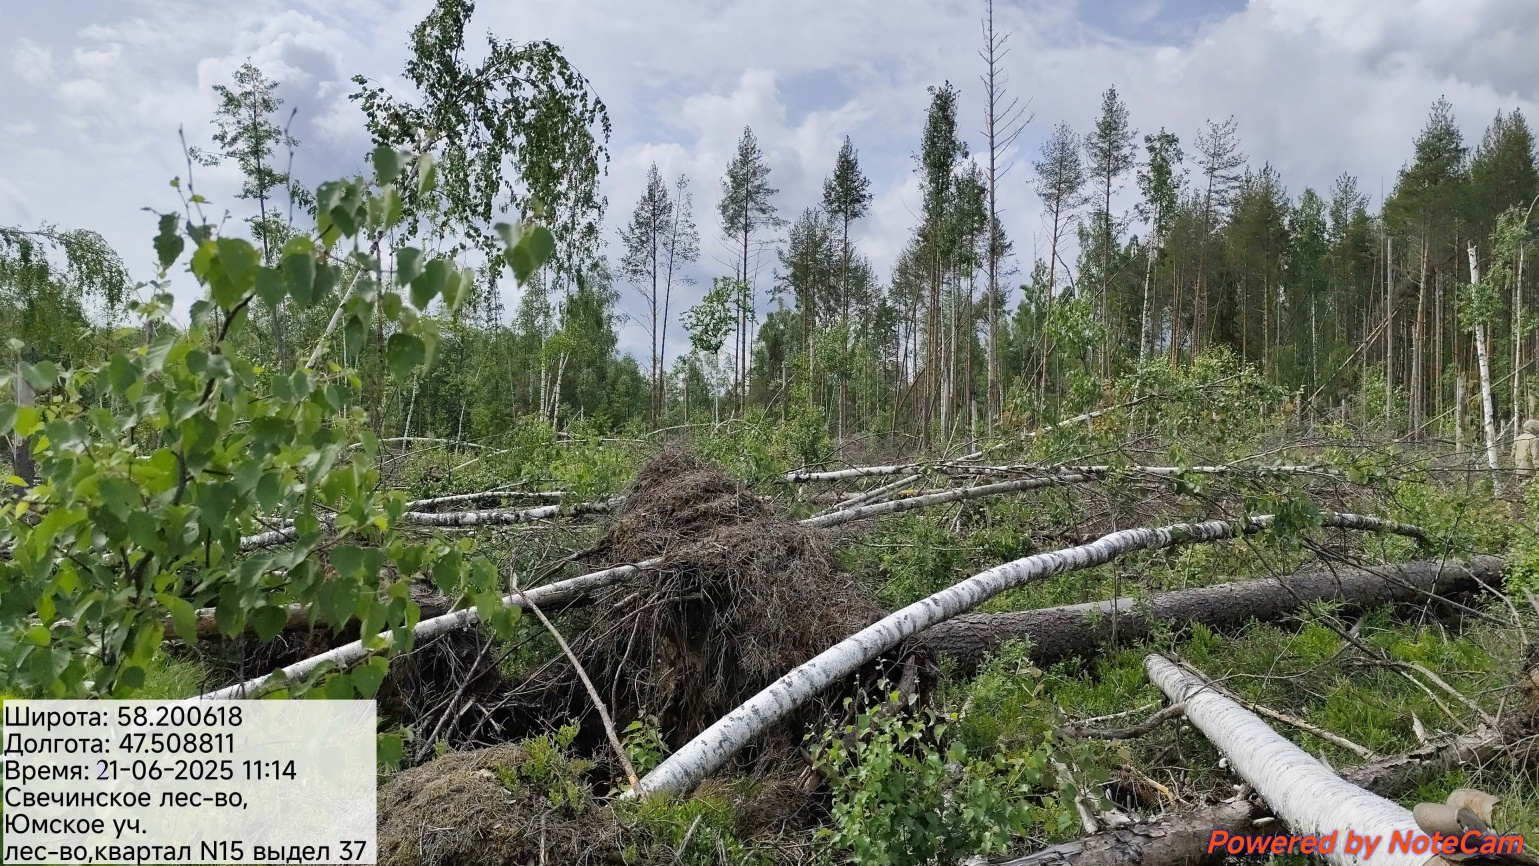 Широта: 58.200618
Долгота: 47.508811
Время: 21-06-2025 11:14
Свечинское лес-во,
Юмское уч.
лес-во,квартал N15 выдел 37
Powered by NoteCam